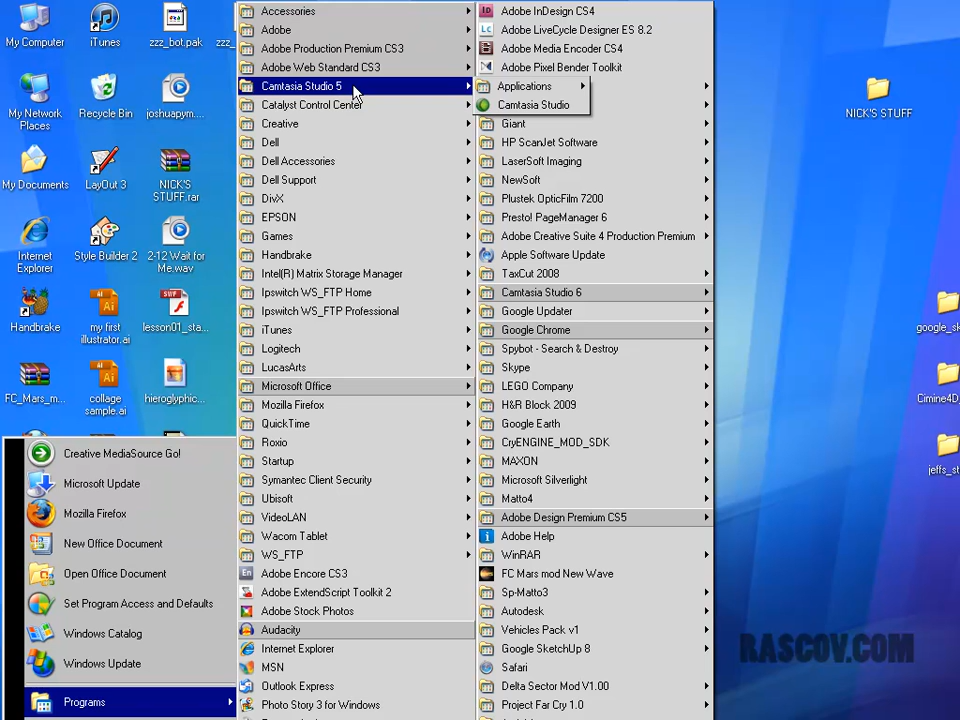 My Computer
iTunes
zzz_bot.pak
My Network
Places
Recycle Bin
joshuapym....
My Documents
LayOut 3
NICK'S
STUFF.rar
Internet
Explorer
Style Builder 2
2-12 Wait for
Me.wav
Handbrake
my first
illustrator.ai
lesson01_sta...
FC_Mars_m...
collage
sample.ai
hieroglyphic...
Creative MediaSource Go!
Microsoft Update
Mozilla Firefox
New Office Document
Open Office Document
Set Program Access and Defaults
Windows Catalog
Windows Update
Programs
Accessories
Adobe
Adobe Production Premium CS3
Adobe Web Standard CS3
Camtasia Studio 5
Catalyst Control Center
Creative
Dell
Dell Accessories
Dell Support
DivX
EPSON
Games
Handbrake
Intel(R) Matrix Storage Manager
Ipswitch WS_FTP Home
Ipswitch WS_FTP Professional
iTunes
Logitech
LucasArts
Microsoft Office
Mozilla Firefox
QuickTime
Roxio
Startup
Symantec Client Security
Ubisoft
VideoLAN
Wacom Tablet
WS_FTP
Adobe Encore CS3
Adobe ExtendScript Toolkit 2
Adobe Stock Photos
Audacity
Internet Explorer
MSN
Outlook Express
Photo Story 3 for Windows
Adobe InDesign CS4
Adobe LiveCycle Designer ES 8.2
Adobe Media Encoder CS4
Adobe Pixel Bender Toolkit
Applications
Camtasia Studio
Giant
HP ScanJet Software
LaserSoft Imaging
NewSoft
Plustek OpticFilm 7200
Presto! PageManager 6
Adobe Creative Suite 4 Production Premium
Apple Software Update
TaxCut 2008
Camtasia Studio 6
Google Updater
Google Chrome
Spybot - Search & Destroy
Skype
LEGO Company
H&R Block 2009
Google Earth
CryENGINE_MOD_SDK
MAXON
Microsoft Silverlight
Matto4
Adobe Design Premium CS5
Adobe Help
WinRAR
FC Mars mod New Wave
Sp-Matto3
Autodesk
Vehicles Pack v1
Google SketchUp 8
Safari
Delta Sector Mod V1.00
Project Far Cry 1.0
NICK'S STUFF
google_sk
Cimine4D_
jeffs_st
RASCOV.COM